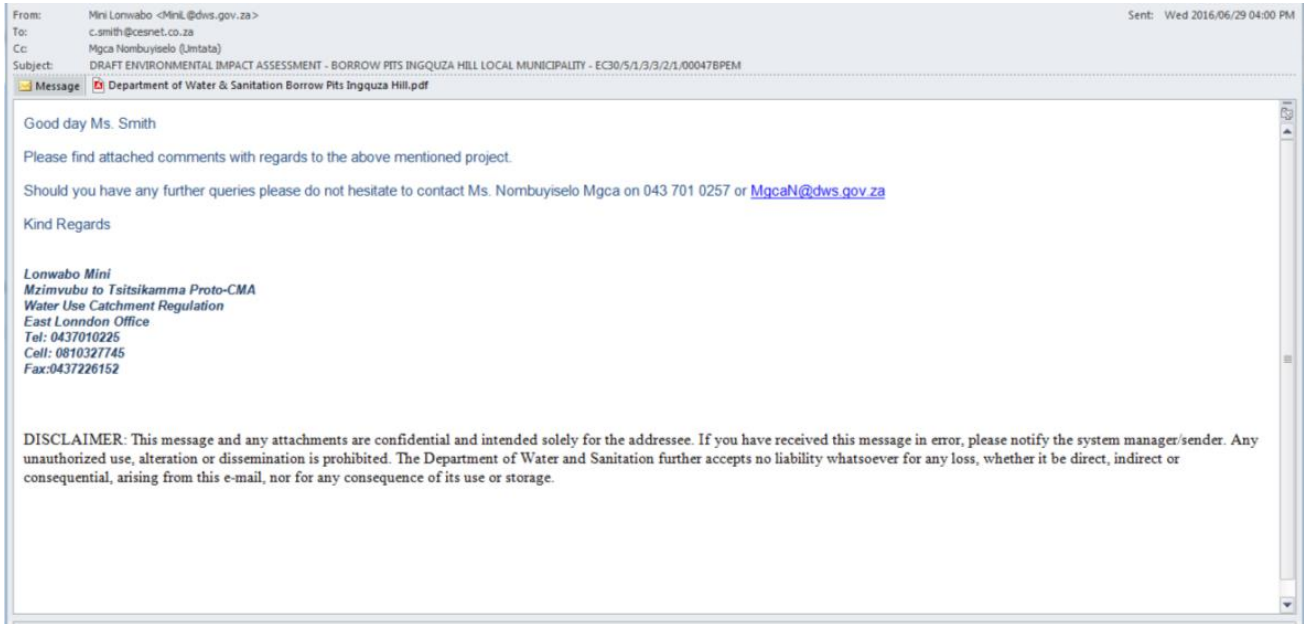 From: Mini Lonwabo <MiniL@dws.gov.za> Sent: Wed 2016/06/29 04:00 PM
To: c.smith@cesnet.co.za
Cc: Mgca Nombuyiselo (Umtata)
Subject: DRAFT ENVIRONMENTAL IMPACT ASSESSMENT - BORROW PITS INGQUZA HILL LOCAL MUNICIPALITY - EC30/5/1/3/3/2/1/00047BPEM
Message Department of Water & Sanitation Borrow Pits Ingquza Hill.pdf
Good day Ms. Smith
Please find attached comments with regards to the above mentioned project.
Should you have any further queries please do not hesitate to contact Ms. Nombuyiselo Mgca on 043 701 0257 or MgcaN@dws.gov.za
Kind Regards
Lonwabo Mini
Mzimvubu to Tsitsikamma Proto-CMA
Water Use Catchment Regulation
East Lonndon Office
Tel: 0437010225
Cell: 0810327745
Fax:0437226152
DISCLAIMER: This message and any attachments are confidential and intended solely for the addressee. If you have received this message in error, please notify the system manager/sender. Any
unauthorized use, alteration or dissemination is prohibited. The Department of Water and Sanitation further accepts no liability whatsoever for any loss, whether it be direct, indirect or
consequential, arising from this e-mail, nor for any consequence of its use or storage.